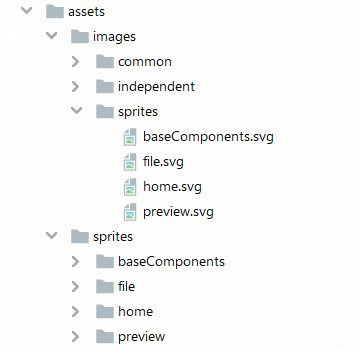 assets
images
common
independent
sprites
baseComponents.svg
file.svg
home.svg
preview.svg
sprites
baseComponents
file
home
preview